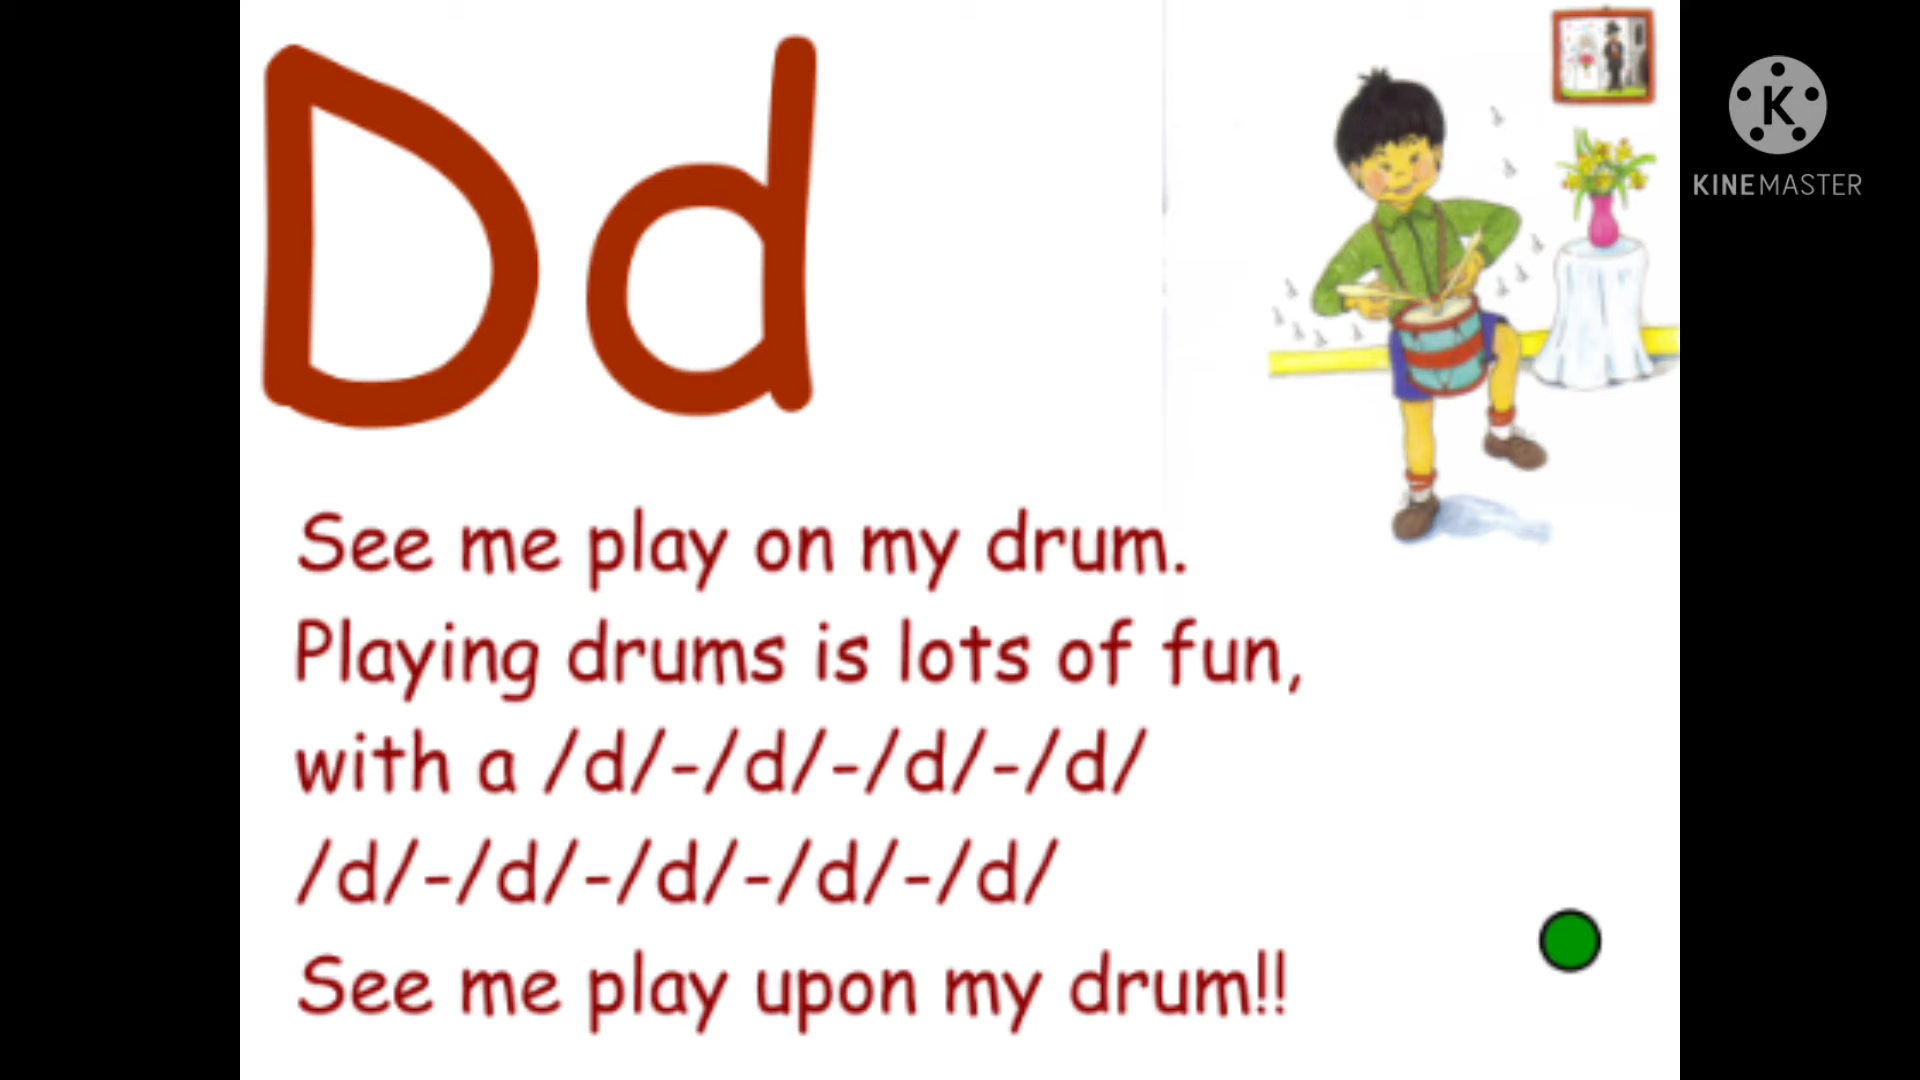 Dd
See me play on my drum.
Playing drums is lots of fun,
with a /d/-/d/-/d/-/d/
/d/-/d/-/d/-/d/-/d/
See me play upon my drum!!
K
KINEMASTER